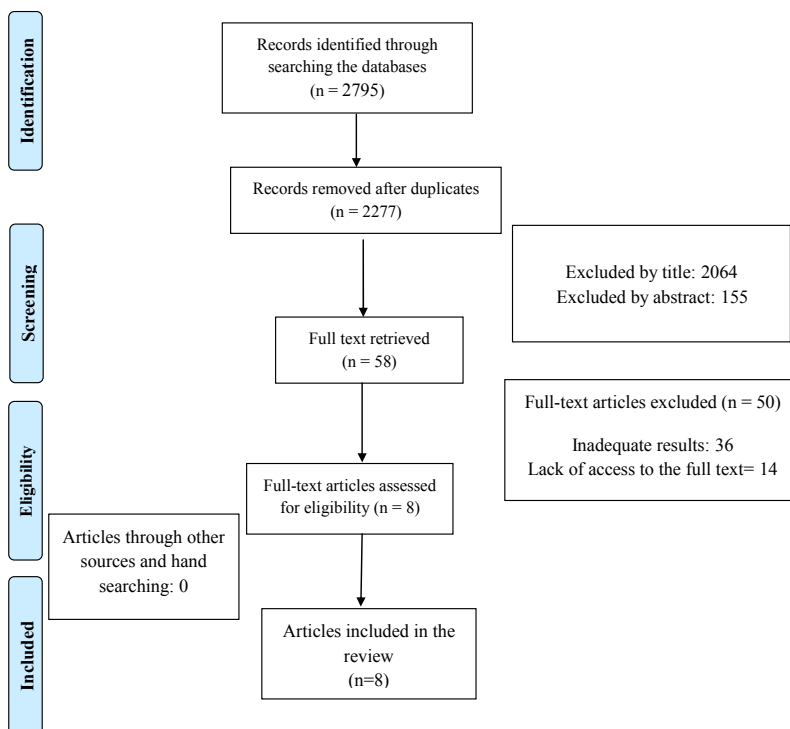 Identification
Records identified through
searching the databases
(n = 2795)
Records removed after duplicates
(n = 2277)
Screening
Excluded by title: 2064
Excluded by abstract: 155
Full text retrieved
(n = 58)
Full-text articles excluded (n = 50)
Inadequate results: 36
Lack of access to the full text= 14
Eligibility
Full-text articles assessed
for eligibility (n = 8)
Articles through other
sources and hand
searching: 0
Included
Articles included in the
review
(n=8)